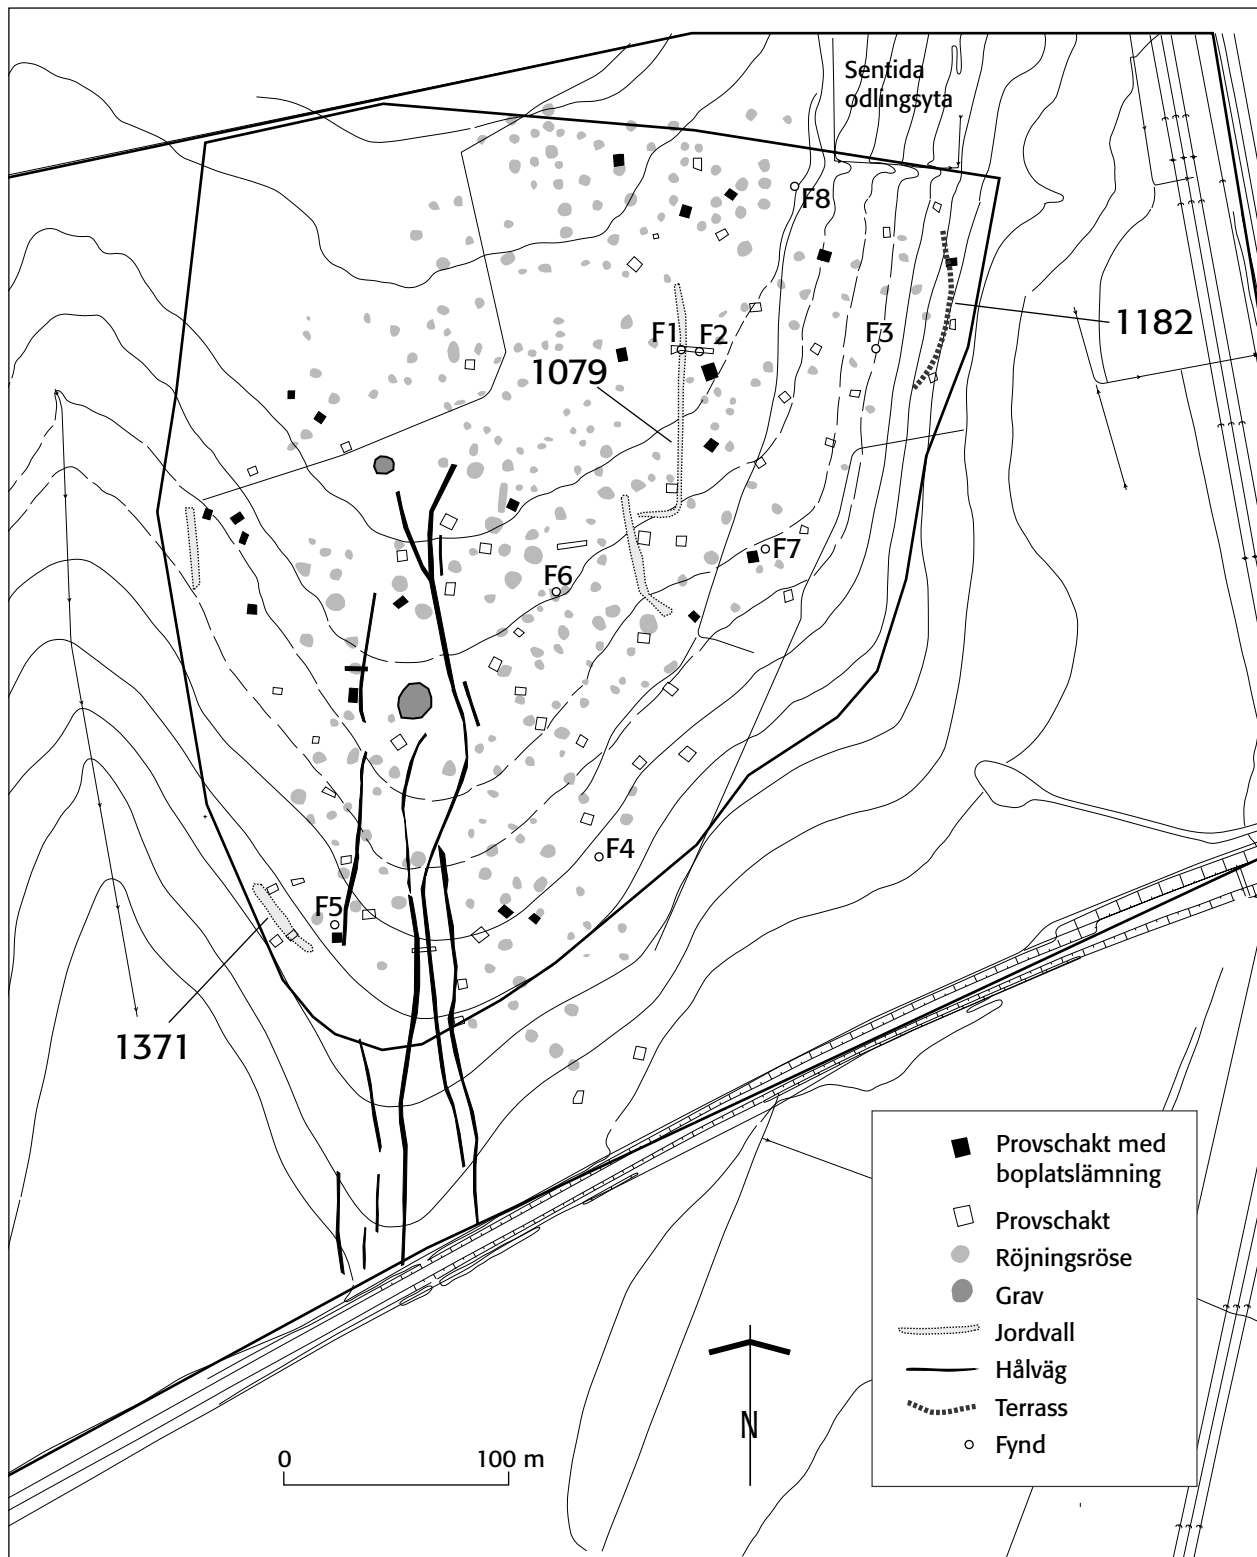 Sentida
odlingsyta
F8
1182
F1
F2
F3
1079
F7
F6
F4
F5
1371
Provschakt med
boplatslämning
Provschakt
Röjningsröse
Grav
Jordvall
Hålväg
Terrass
Fynd
N
0 100 m